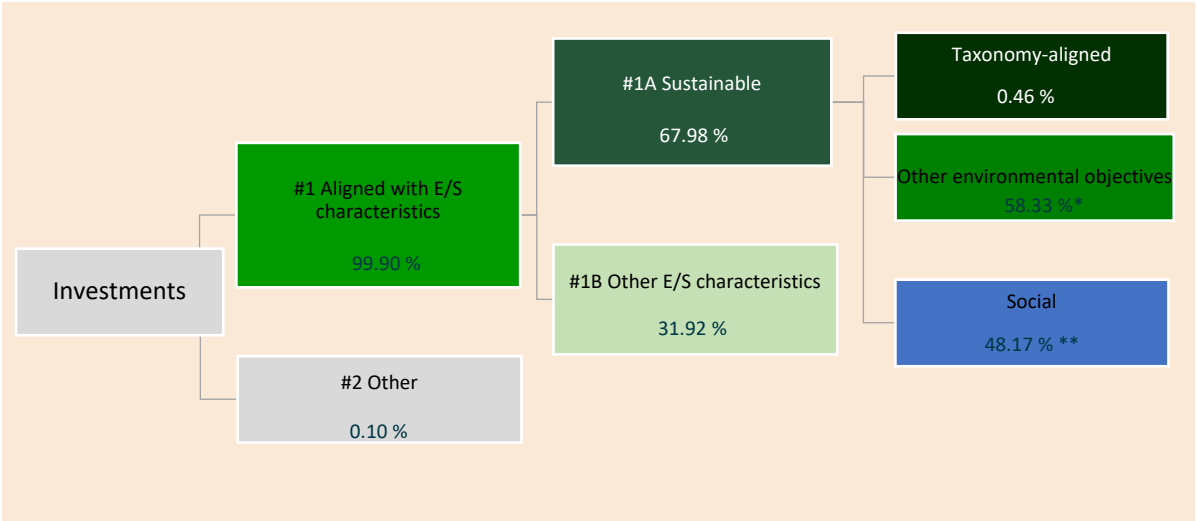 Investments
#1 Aligned with E/S
characteristics
99.90 %
#2 Other
0.10 %
#1A Sustainable
67.98 %
#1B Other E/S characteristics
31.92 %
Taxonomy-aligned
0.46 %
Other environmental objectives
58.33 %*
Social
48.17 % **